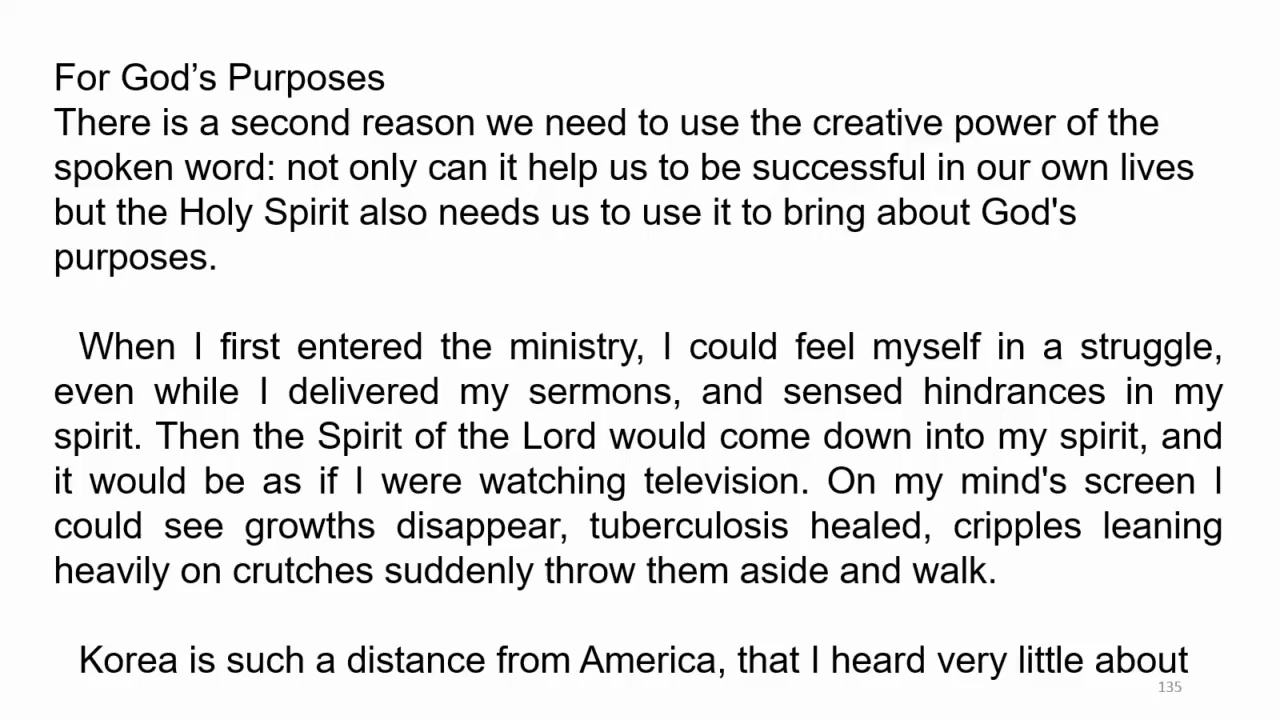 For God’s Purposes
There is a second reason we need to use the creative power of the
spoken word: not only can it help us to be successful in our own lives
but the Holy Spirit also needs us to use it to bring about God's
purposes.
When I first entered the ministry, I could feel myself in a struggle,
even while I delivered my sermons, and sensed hindrances in my
spirit. Then the Spirit of the Lord would come down into my spirit, and
it would be as if I were watching television. On my mind's screen I
could see growths disappear, tuberculosis healed, cripples leaning
heavily on crutches suddenly throw them aside and walk.
Korea is such a distance from America, that I heard very little about
135